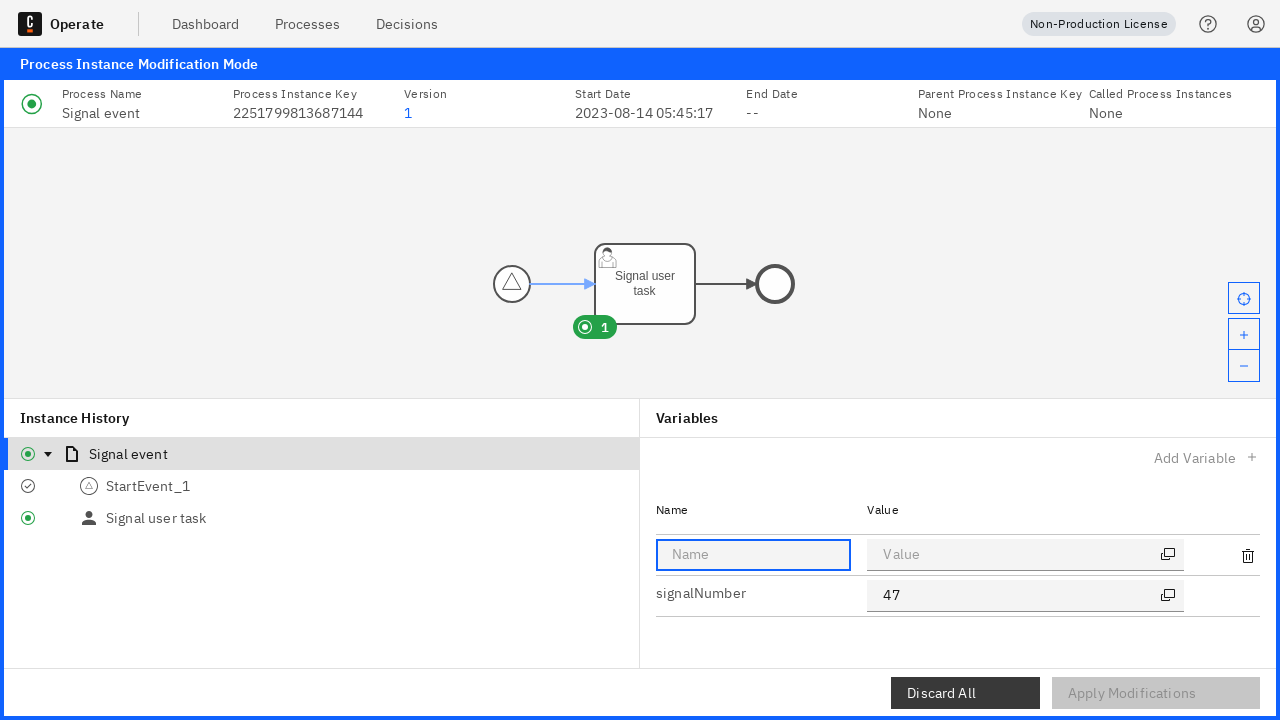 Operate
Dashboard
Processes
Decisions
Non-Production License
Process Instance Modification Mode
Process Name
Process Instance Key
Version
Start Date
End Date
Parent Process Instance Key
Called Process Instances
Signal event
2251799813687144
1
2023-08-14 05:45:17
--
None
None
Signal user
task
1
Instance History
Variables
Signal event
StartEvent_1
Signal user task
Add Variable
Name
Value
Name
Value
signalNumber
47
Discard All
Apply Modifications